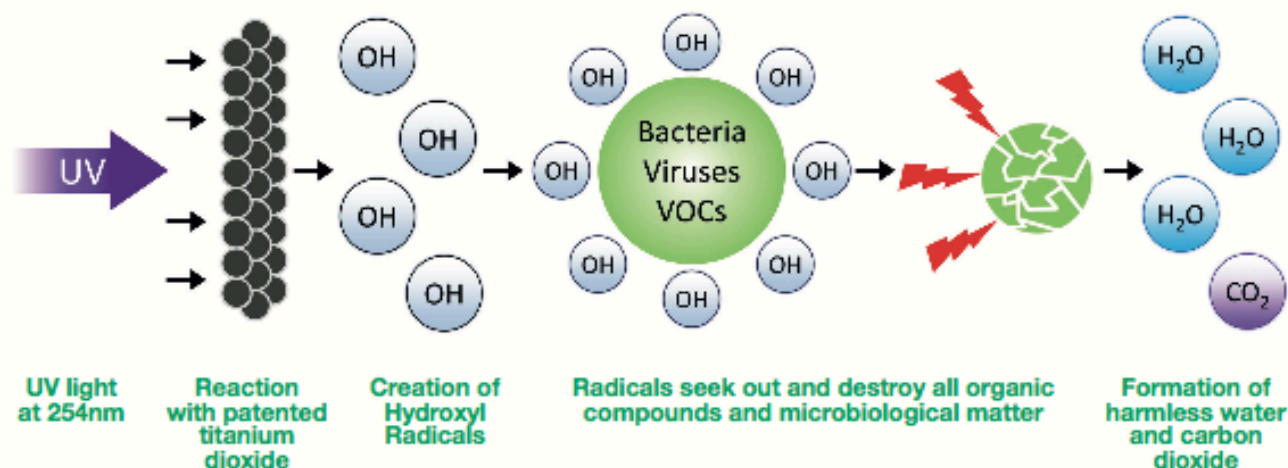 UV
OH
OH
OH
OH
OH
OH
OH
OH
OH
OH
OH
OH
Bacteria
Viruses
VOCs
H₂O
H₂O
H₂O
CO₂
UV light
at 254nm
Reaction
with patented
titanium
dioxide
Creation of
Hydroxyl
Radicals
Radicals seek out and destroy all organic
compounds and microbiological matter
Formation of
harmless water
and carbon
dioxide